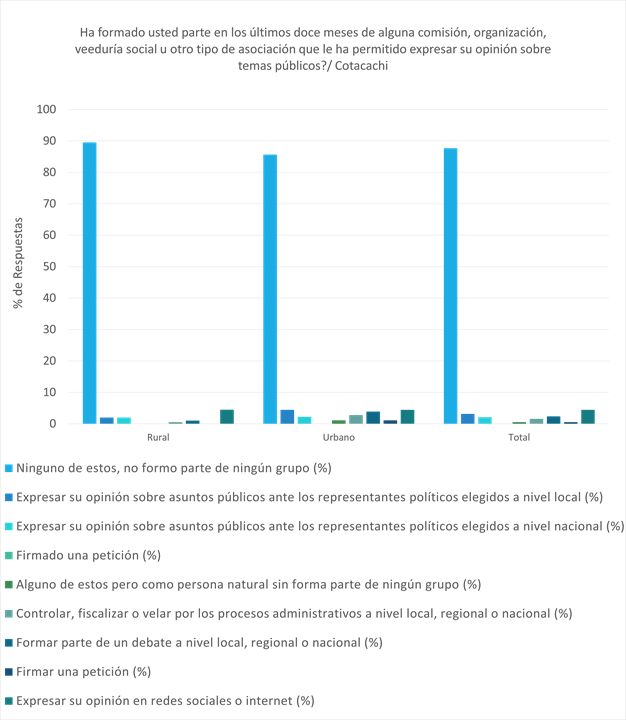 Ha formado usted parte en los últimos doce meses de alguna comisión, organización,
veeduría social u otro tipo de asociación que le ha permitido expresar su opinión sobre
temas públicos?/ Cotacachi
100
90
80
70
60
50
40
30
20
10
0
% de Respuestas
Rural
Urbano
Total
Ninguno de estos, no formo parte de ningún grupo (%)
Expresar su opinión sobre asuntos públicos ante los representantes políticos elegidos a nivel local (%)
Expresar su opinión sobre asuntos públicos ante los representantes políticos elegidos a nivel nacional (%)
Firmado una petición (%)
Alguno de estos pero como persona natural sin forma parte de ningún grupo (%)
Controlar, fiscalizar o velar por los procesos administrativos a nivel local, regional o nacional (%)
Formar parte de un debate a nivel local, regional o nacional (%)
Firmar una petición (%)
Expresar su opinión en redes sociales o internet (%)